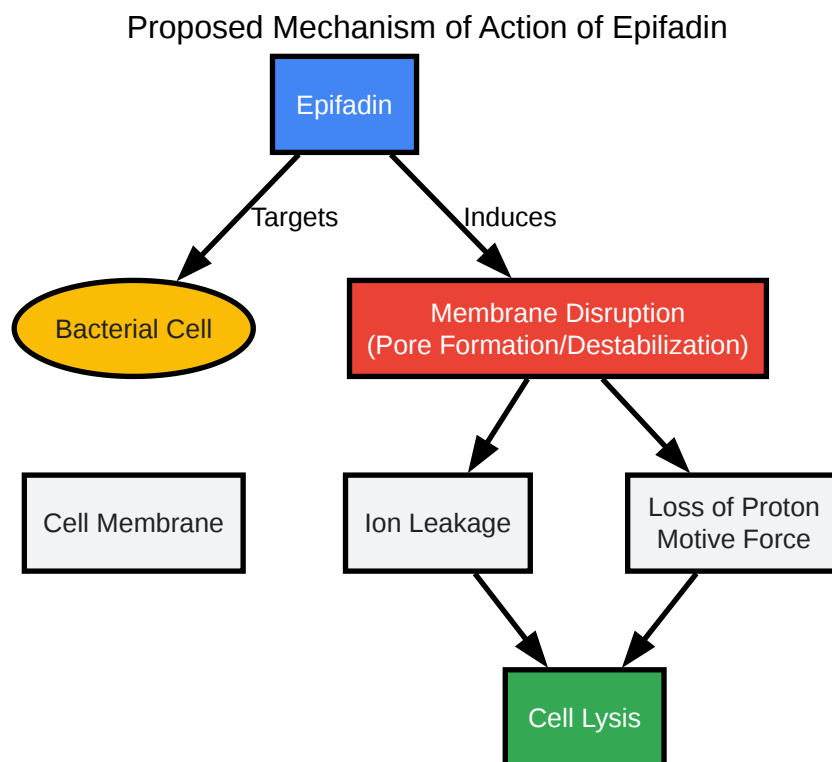 Proposed Mechanism of Action of Epifadin
Epifadin
Targets
Induces
Bacterial Cell
Membrane Disruption
(Pore Formation/Destabilization)
Cell Membrane
Ion Leakage
Loss of Proton
Motive Force
Cell Lysis